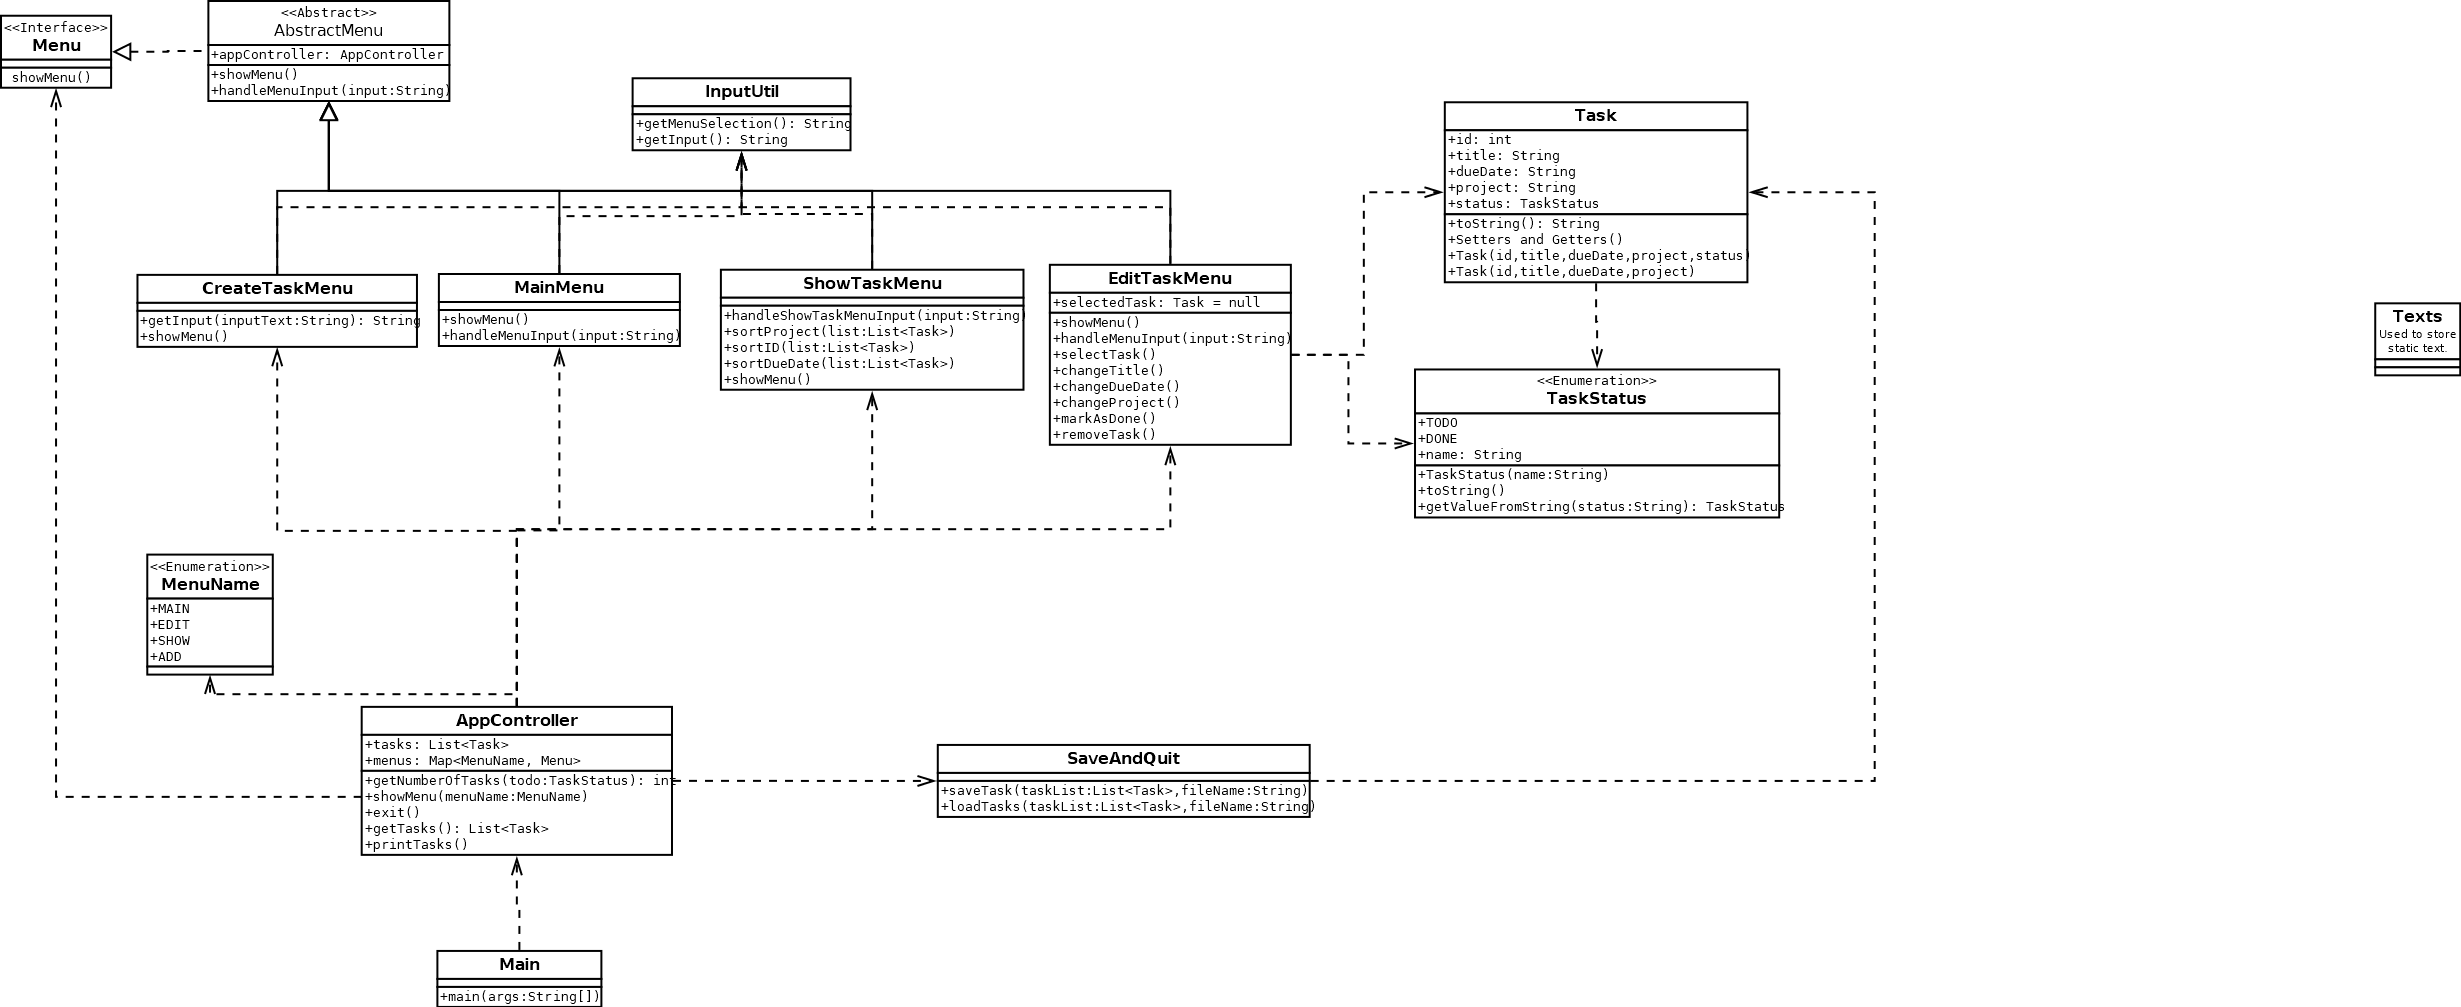 <<Interface>>
Menu
showMenu()
<<Abstract>>
AbstractMenu
+appController: AppController
+showMenu()
+handleMenuInput(input:String)
InputUtil
+getMenuSelection(): String
+getInput(): String
Task
+id: int
+title: String
+dueDate: String
+project: String
+status: TaskStatus
+toString(): String
+Setters and Getters()
+Task(id,title,dueDate,project,status)
+Task(id,title,dueDate,project)
CreateTaskMenu
+getInput(inputText:String): String
+showMenu()
MainMenu
+showMenu()
+handleMenuInput(input:String)
ShowTaskMenu
+handleShowTaskMenuInput(input:String)
+sortProject(list:List<Task>)
+sortID(list:List<Task>)
+sortDueDate(list:List<Task>)
+showMenu()
EditTaskMenu
+selectedTask: Task = null
+showMenu()
+handleMenuInput(input:String)
+selectTask()
+changeTitle()
+changeDueDate()
+changeProject()
+markAsDone()
+removeTask()
Texts
Used to store
static text.
<<Enumeration>>
TaskStatus
+TODO
+DONE
+name: String
+TaskStatus(name:String)
+toString()
+getValueFromString(status:String): TaskStatus
<<Enumeration>>
MenuName
+MAIN
+EDIT
+SHOW
+ADD
AppController
+tasks: List<Task>
+menus: Map<MenuName, Menu>
+getNumberOfTasks(todo:TaskStatus): int
+showMenu(menuName:MenuName)
+exit()
+getTasks(): List<Task>
+printTasks()
SaveAndQuit
+saveTask(taskList:List<Task>,fileName:String)
+loadTasks(taskList:List<Task>,fileName:String)
Main
+main(args:String[])